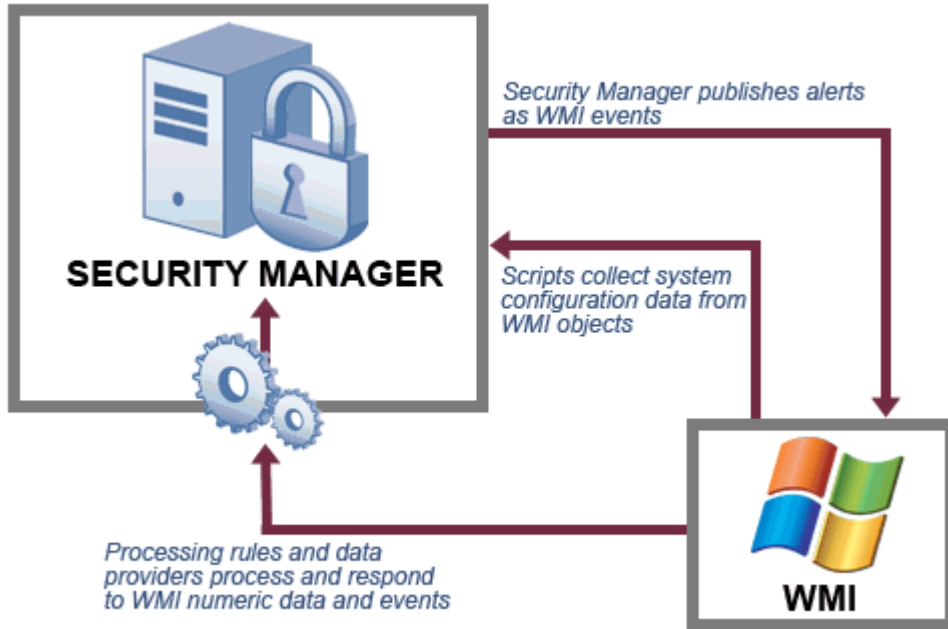 Security Manager publishes alerts
as WMI events
SECURITY MANAGER
Scripts collect system
configuration data from
WMI objects
Processing rules and data
providers process and respond
to WMI numeric data and events
WMI